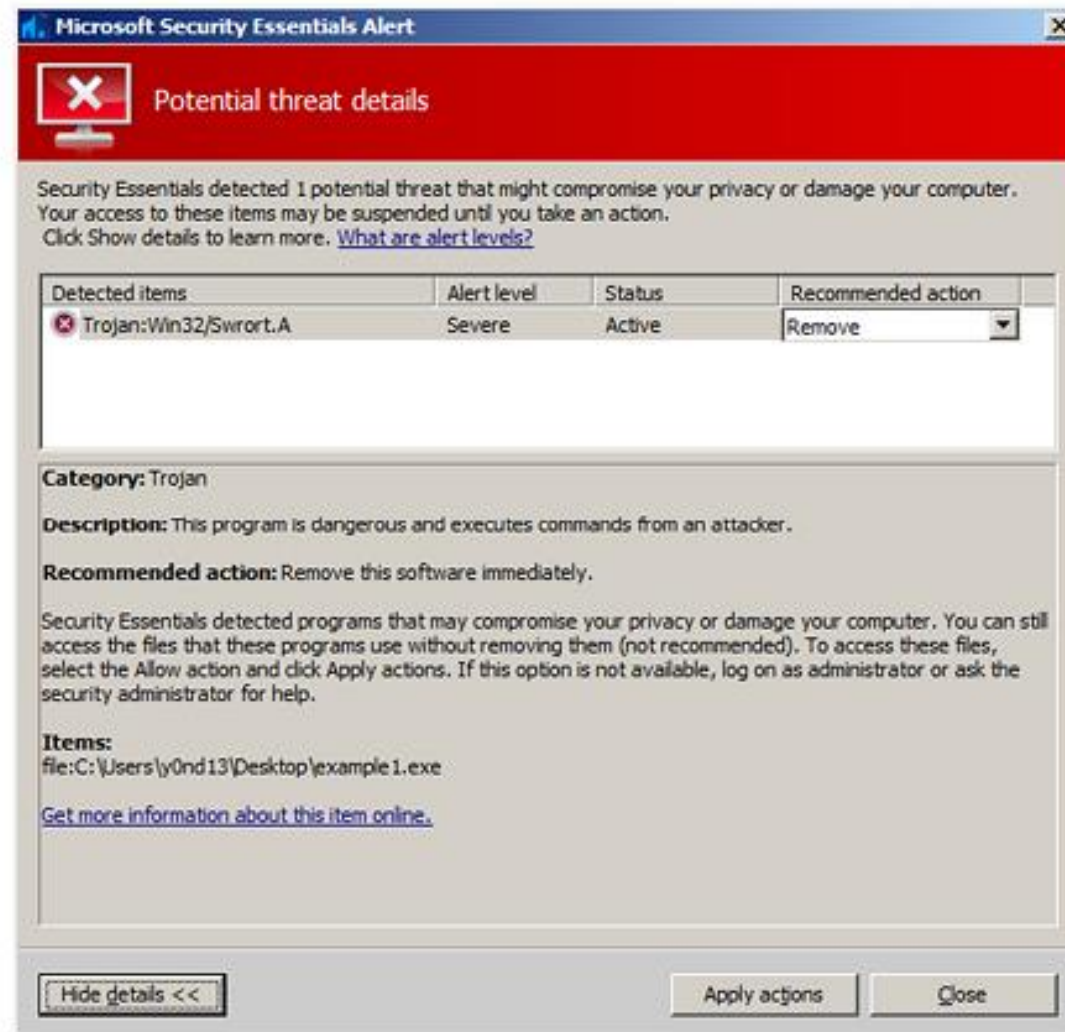 Microsoft Security Essentials Alert
Potential threat details
Security Essentials detected 1 potential threat that might compromise your privacy or damage your computer.
Your access to these items may be suspended until you take an action.
Click Show details to learn more. What are alert levels?
Detected items Alert level Status Recommended action
Trojan:Win32/Swrort.A Severe Active Remove
Category: Trojan
Description: This program is dangerous and executes commands from an attacker.
Recommended action: Remove this software immediately.
Security Essentials detected programs that may compromise your privacy or damage your computer. You can still
access the files that these programs use without removing them (not recommended). To access these files,
select the Allow action and click Apply actions. If this option is not available, log on as administrator or ask the
security administrator for help.
Items:
file:C:\Users\y0nd13\Desktop\example1.exe
Get more information about this item online.
Hide details << Apply actions Close